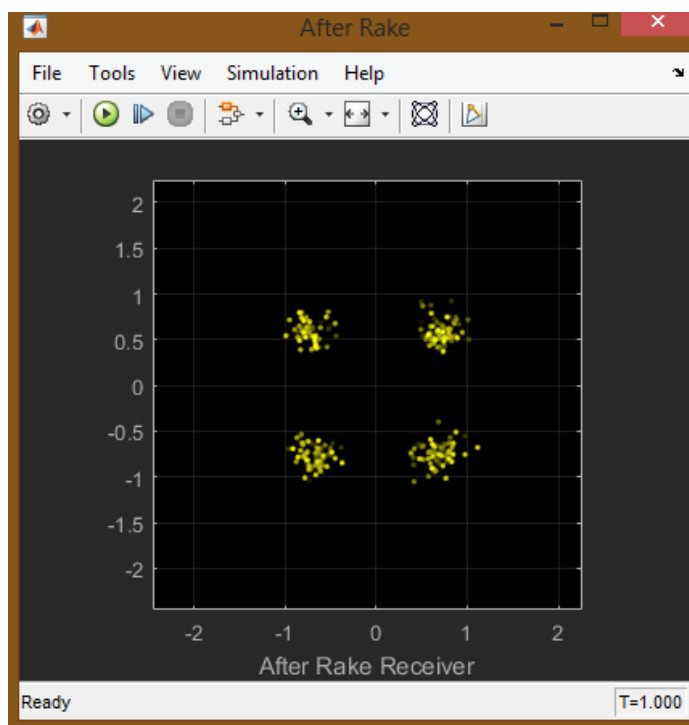 After Rake
File Tools View Simulation Help
2
1.5
1
0.5
0
-0.5
-1
-1.5
-2
-2 -1 0 1 2
After Rake Receiver
Ready T=1.000